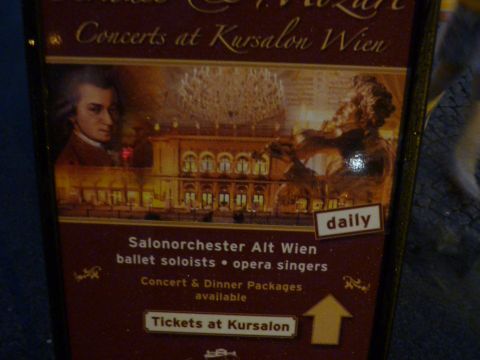 & W.A. Mozart
Concerts at Kursalon Wien
daily
Salonorchester Alt Wien
ballet soloists • opera singers
Concert & Dinner Packages
available
Tickets at Kursalon